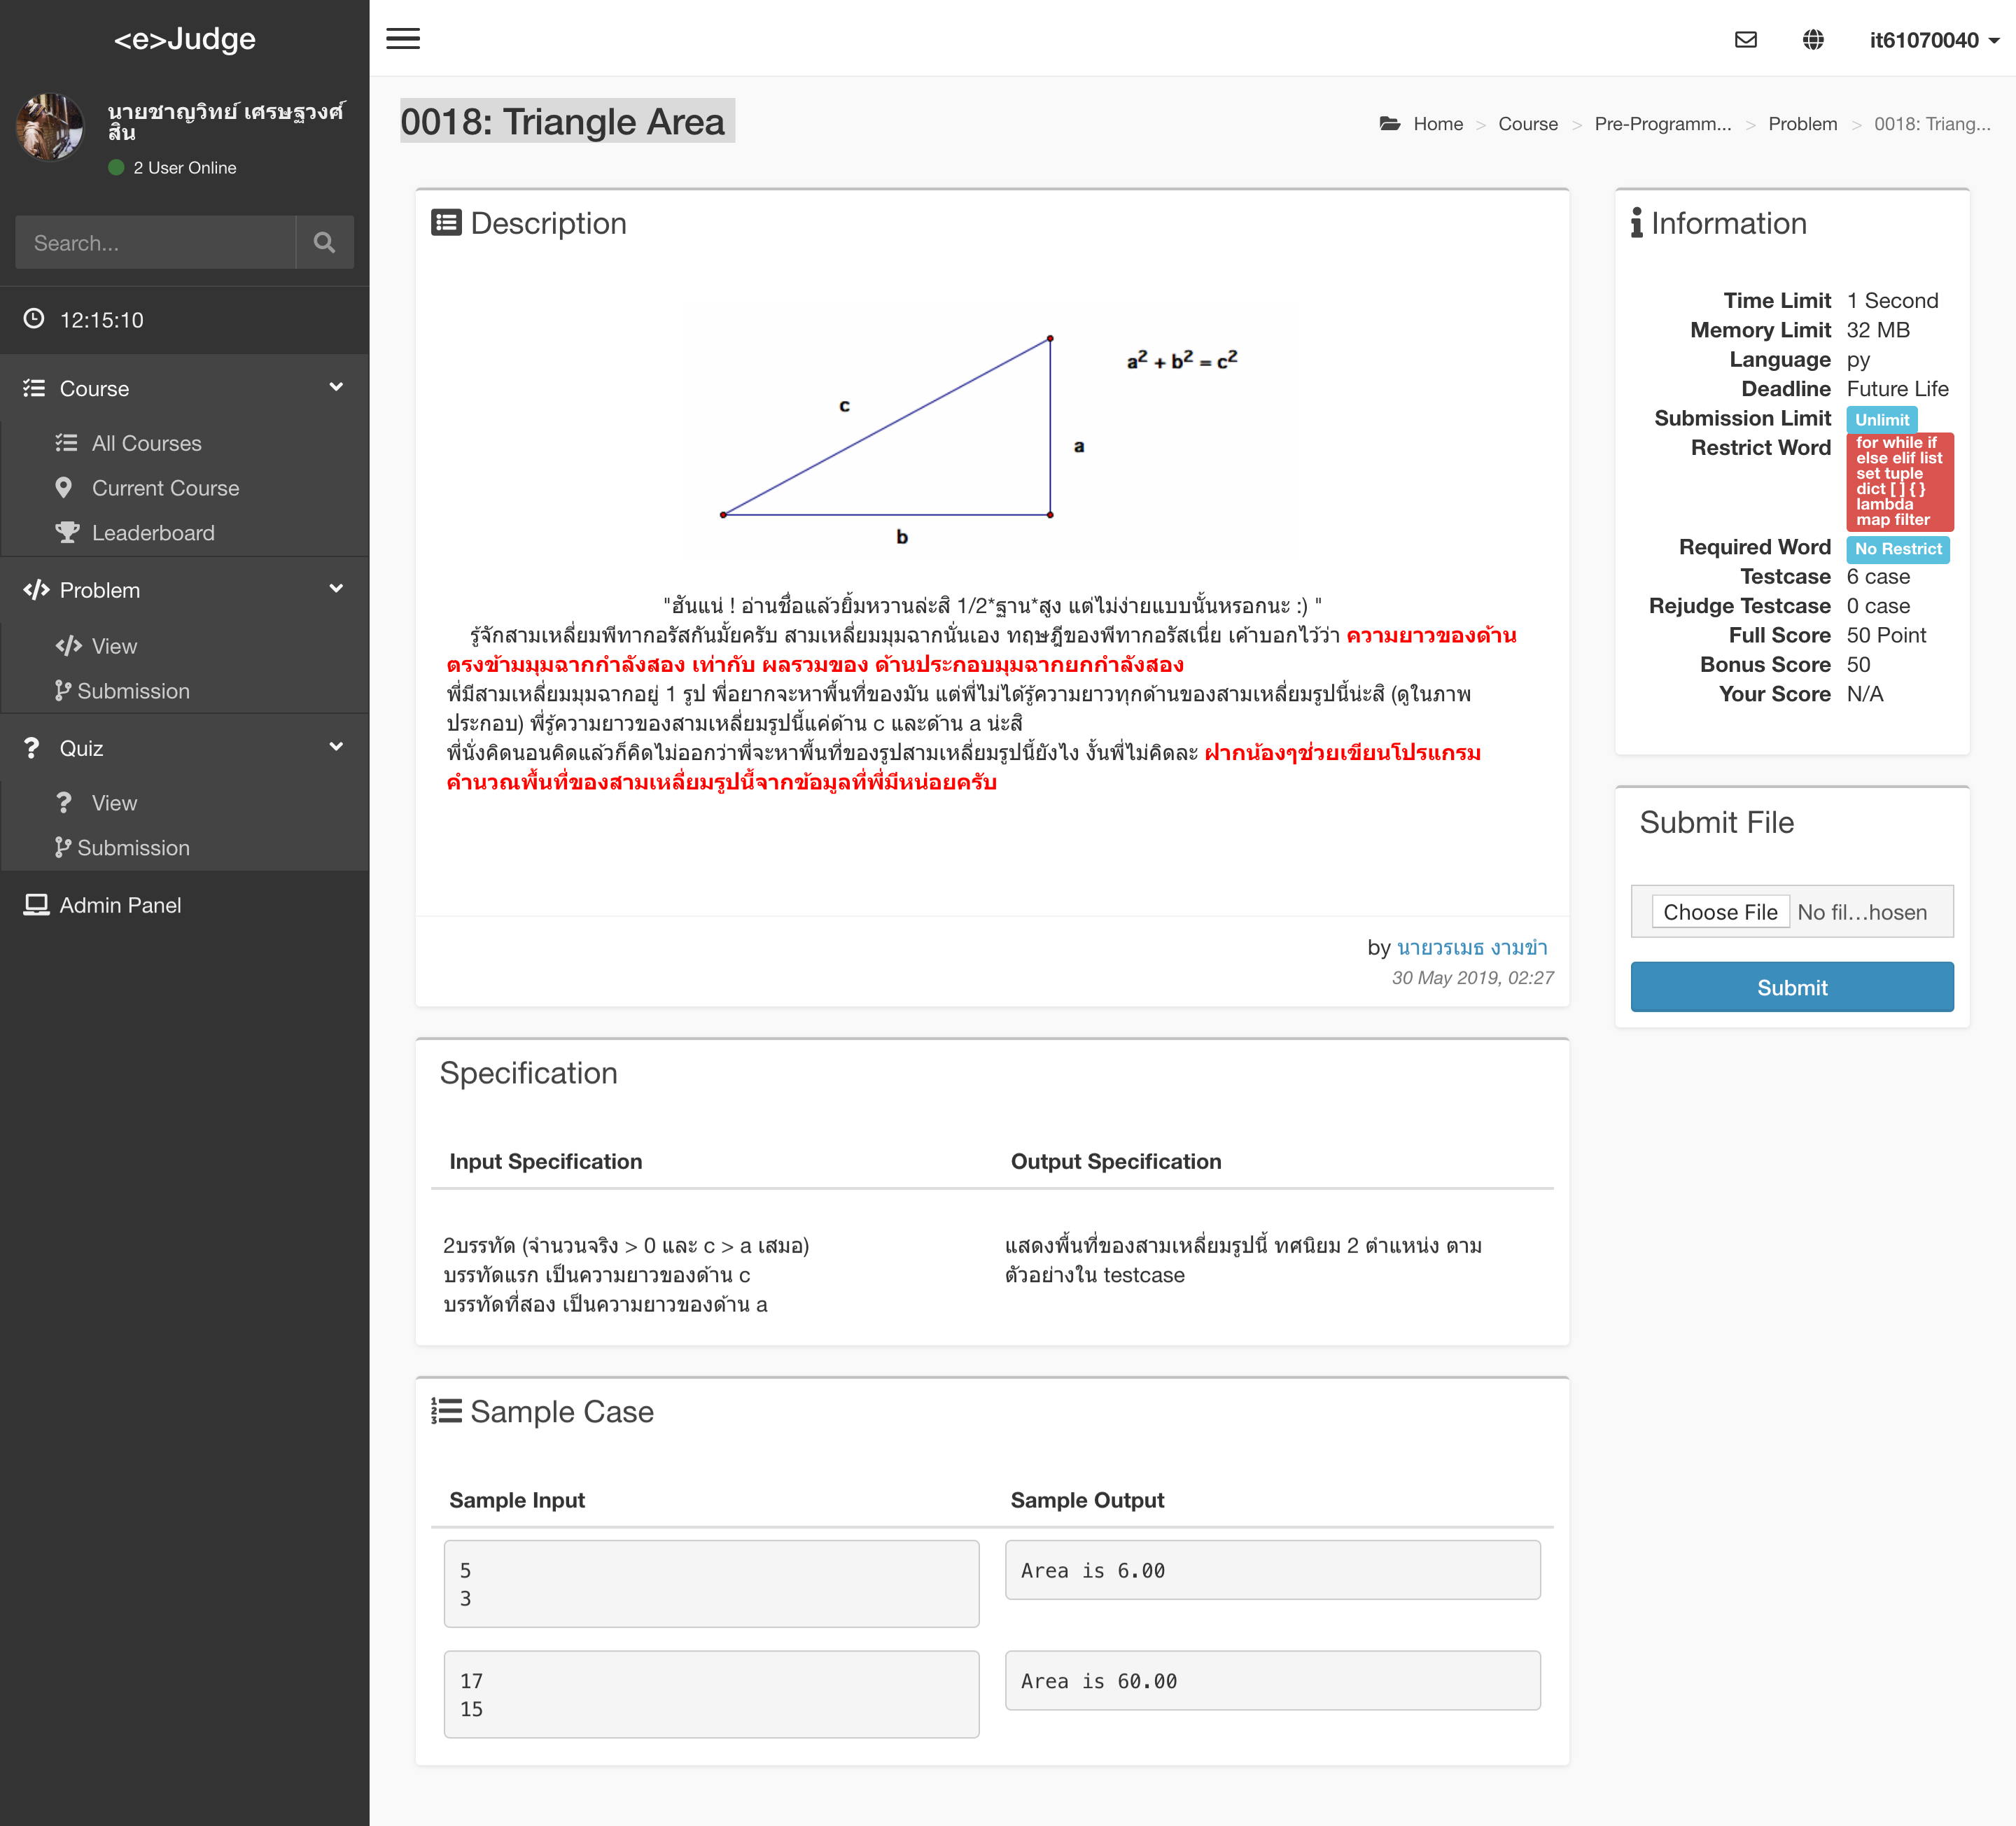 <e>Judge
นายชาญวิทย์ เศรษฐวงศ์
สิน
2 User Online
Search...
12:15:10
Course
All Courses
Current Course
Leaderboard
Problem
View
Submission
Quiz
View
Submission
Admin Panel
it61070040
0018: Triangle Area
Home > Course > Pre-Programm... > Problem > 0018: Triang...
Description
a² + b² = c²
c
a
b
"ฮันแน่ ! อ่านชื่อแล้วยิ้มหวานล่ะสิ 1/2*ฐาน*สูง แต่ไม่ง่ายแบบนั้นหรอกนะ :) "
รู้จักสามเหลี่ยมพีทากอรัสกันมั้ยครับ สามเหลี่ยมมุมฉากนั่นเอง ทฤษฎีของพีทากอรัสเนี่ย เค้าบอกไว้ว่า ความยาวของด้าน
ตรงข้ามมุมฉากกำลังสอง เท่ากับ ผลรวมของ ด้านประกอบมุมฉากยกกำลังสอง
พี่มีสามเหลี่ยมมุมฉากอยู่ 1 รูป พี่อยากจะหาพื้นที่ของมัน แต่พี่ไม่ได้รู้ความยาวทุกด้านของสามเหลี่ยมรูปนี้น่ะสิ (ดูในภาพ
ประกอบ) พี่รู้ความยาวของสามเหลี่ยมรูปนี้แค่ด้าน c และด้าน a น่ะสิ
พี่นั่งคิดนอนคิดแล้วก็คิดไม่ออกว่าพี่จะหาพื้นที่ของรูปสามเหลี่ยมรูปนี้ยังไง งั้นพี่ไม่คิดละ ฝากน้องๆช่วยเขียนโปรแกรม
คำนวณพื้นที่ของสามเหลี่ยมรูปนี้จากข้อมูลที่พี่มีหน่อยครับ
by นายวรเมธ งามขำ
30 May 2019, 02:27
Specification
Input Specification
Output Specification
2บรรทัด (จำนวนจริง > 0 และ c > a เสมอ)
บรรทัดแรก เป็นความยาวของด้าน c
บรรทัดที่สอง เป็นความยาวของด้าน a
แสดงพื้นที่ของสามเหลี่ยมรูปนี้ ทศนิยม 2 ตำแหน่ง ตาม
ตัวอย่างใน testcase
Sample Case
Sample Input
Sample Output
5
3
Area is 6.00
17
15
Area is 60.00
Information
Time Limit 1 Second
Memory Limit 32 MB
Language py
Deadline Future Life
Submission Limit Unlimit
Restrict Word for while if
else elif list
set tuple
dict [ ] { }
lambda
map filter
Required Word No Restrict
Testcase 6 case
Rejudge Testcase 0 case
Full Score 50 Point
Bonus Score 50
Your Score N/A
Submit File
Choose File No fil...hosen
Submit